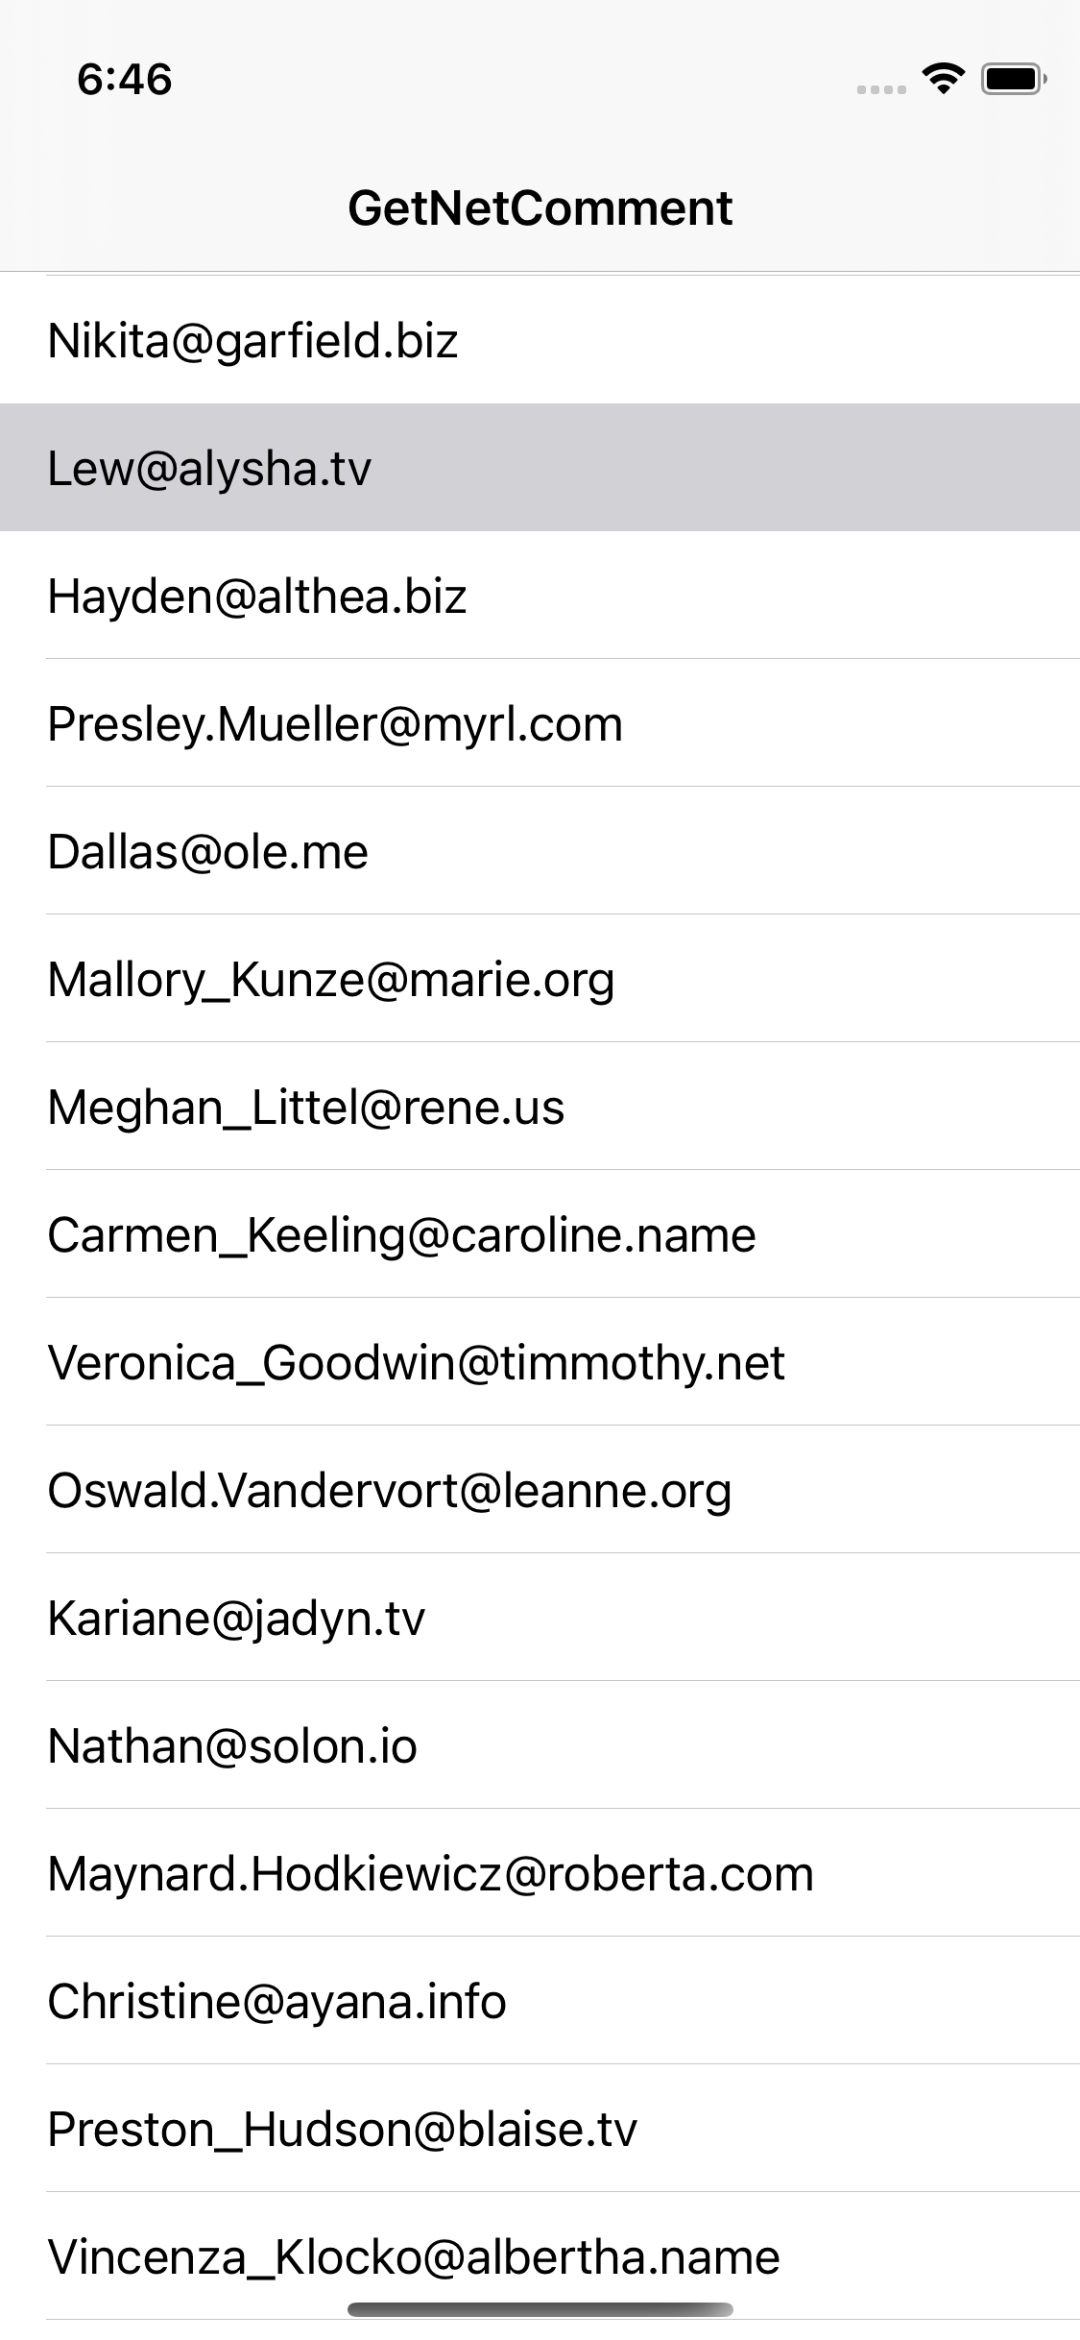 6:46
GetNetComment
Nikita@garfield.biz
Lew@alysha.tv
Hayden@althea.biz
Presley.Mueller@myrl.com
Dallas@ole.me
Mallory_Kunze@marie.org
Meghan_Littel@rene.us
Carmen_Keeling@caroline.name
Veronica_Goodwin@timmothy.net
Oswald.Vandervort@leanne.org
Kariane@jadyn.tv
Nathan@solon.io
Maynard.Hodkiewicz@roberta.com
Christine@ayana.info
Preston_Hudson@blaise.tv
Vincenza_Klocko@albertha.name